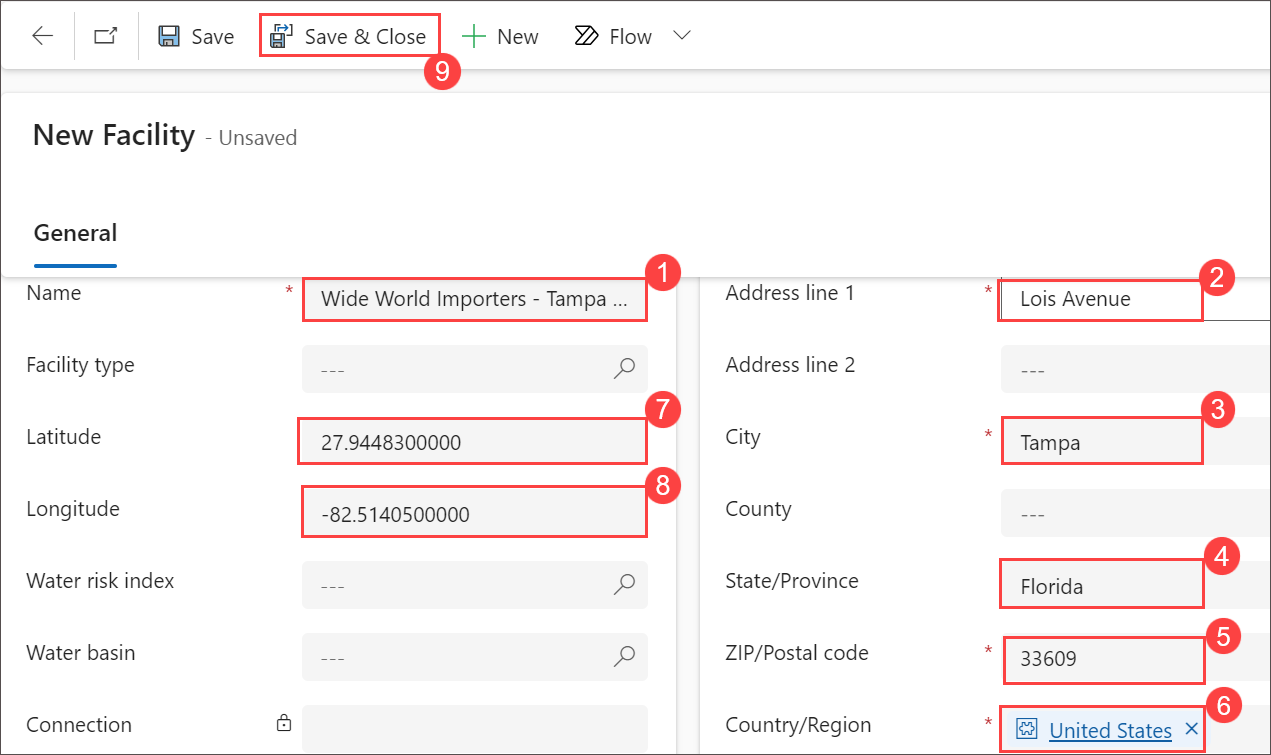 Save
Save & Close
New
Flow
9
New Facility - Unsaved
General
Name * Wide World Importers - Tampa ... 1
Address line 1 * Lois Avenue 2
Facility type ---
Address line 2 ---
Latitude 27.9448300000 7
City * Tampa 3
Longitude -82.5140500000 8
County ---
Water risk index ---
State/Province Florida 4
Water basin ---
ZIP/Postal code * 33609 5
Connection
Country/Region * United States 6